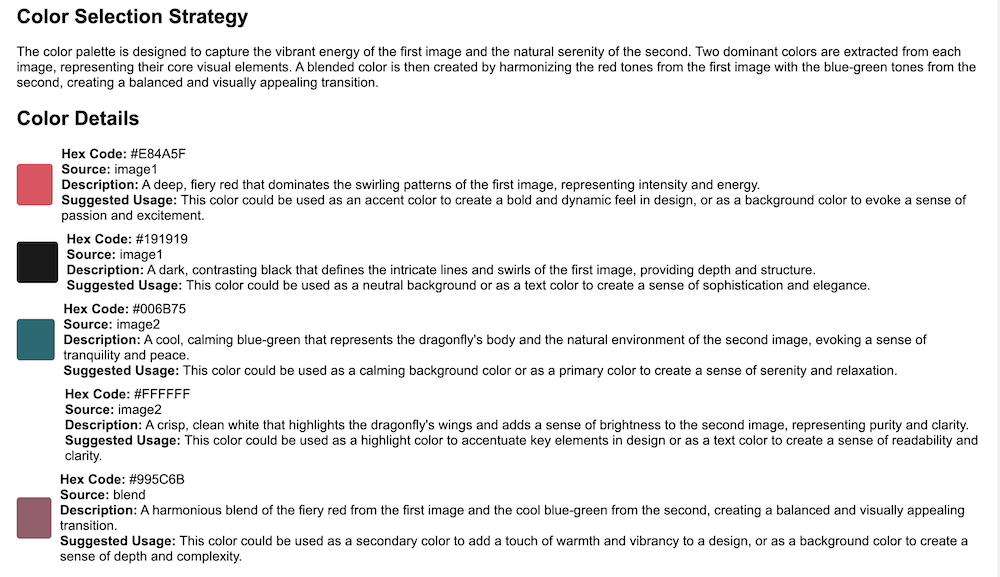 Color Selection Strategy
The color palette is designed to capture the vibrant energy of the first image and the natural serenity of the second. Two dominant colors are extracted from each
image, representing their core visual elements. A blended color is then created by harmonizing the red tones from the first image with the blue-green tones from the
second, creating a balanced and visually appealing transition.
Color Details
Hex Code: #E84A5F
Source: image1
Description: A deep, fiery red that dominates the swirling patterns of the first image, representing intensity and energy.
Suggested Usage: This color could be used as an accent color to create a bold and dynamic feel in design, or as a background color to evoke a sense of
passion and excitement.
Hex Code: #191919
Source: image1
Description: A dark, contrasting black that defines the intricate lines and swirls of the first image, providing depth and structure.
Suggested Usage: This color could be used as a neutral background or as a text color to create a sense of sophistication and elegance.
Hex Code: #006B75
Source: image2
Description: A cool, calming blue-green that represents the dragonfly's body and the natural environment of the second image, evoking a sense of
tranquility and peace.
Suggested Usage: This color could be used as a calming background color or as a primary color to create a sense of serenity and relaxation.
Hex Code: #FFFFFF
Source: image2
Description: A crisp, clean white that highlights the dragonfly's wings and adds a sense of brightness to the second image, representing purity and clarity.
Suggested Usage: This color could be used as a highlight color to accentuate key elements in design or as a text color to create a sense of readability and
clarity.
Hex Code: #995C6B
Source: blend
Description: A harmonious blend of the fiery red from the first image and the cool blue-green from the second, creating a balanced and visually appealing
transition.
Suggested Usage: This color could be used as a secondary color to add a touch of warmth and vibrancy to a design, or as a background color to create a
sense of depth and complexity.